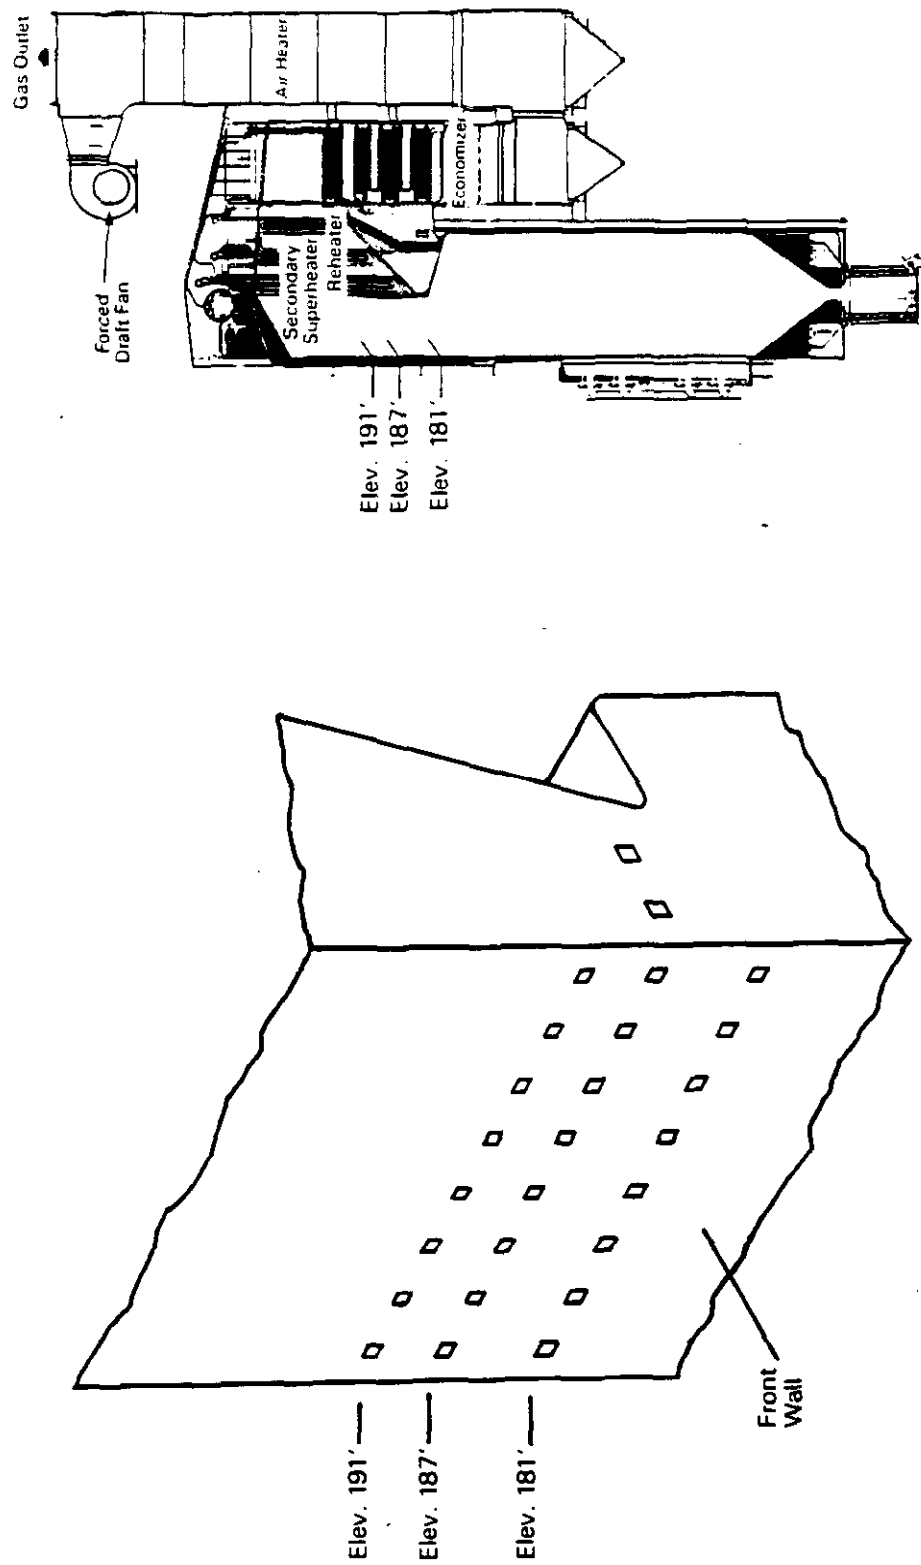 Gas Outlet
Air Heater
Forced
Draft Fan
Economizer
Secondary
Superheater
Reheater
Elev. 191′
Elev. 187′
Elev. 181′
Elev. 191′
Elev. 187′
Elev. 181′
Front
Wall